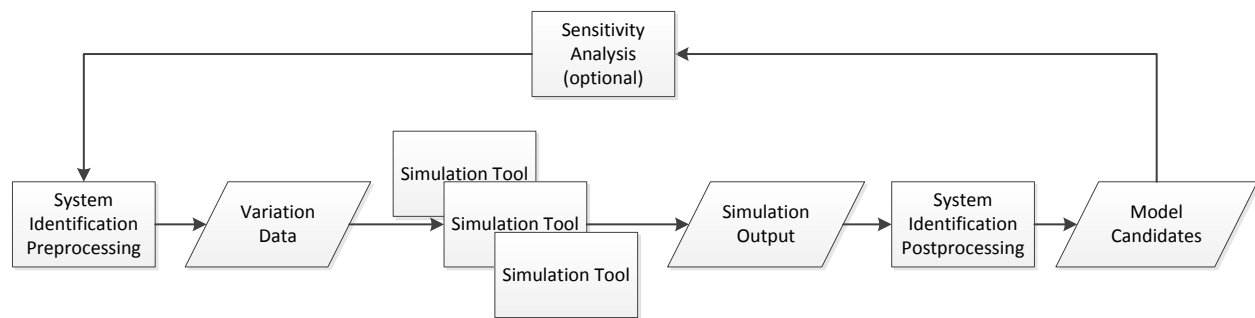 Sensitivity
Analysis
(optional)
System
Identification
Preprocessing
Variation
Data
Simulation Tool
Simulation Tool
Simulation Tool
Simulation
Output
System
Identification
Postprocessing
Model
Candidates